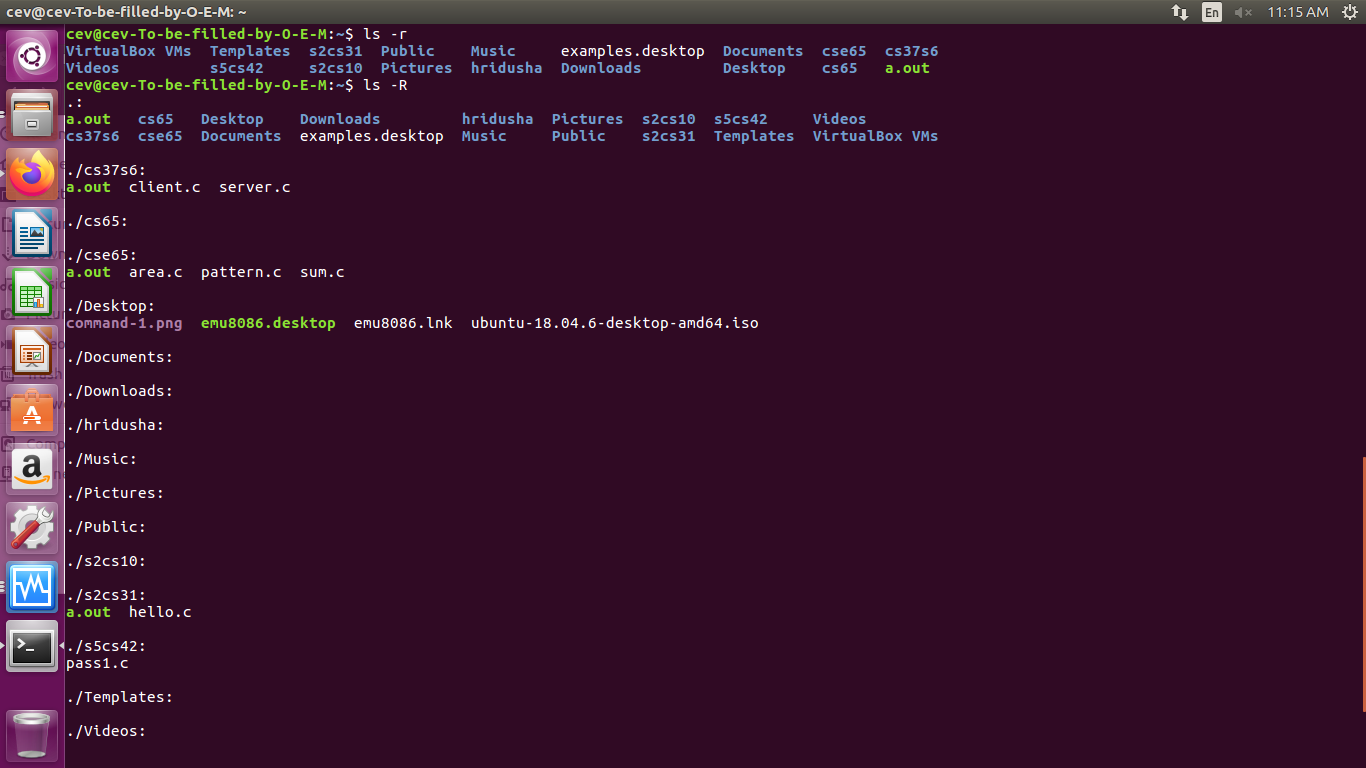 cev@cev-To-be-filled-by-O-E-M: ~ En 11:15 AM
cev@cev-To-be-filled-by-O-E-M:~$ ls -r
VirtualBox VMs Templates s2cs31 Public Music examples.desktop Documents cse65 cs37s6
Videos s5cs42 s2cs10 Pictures hridusha Downloads Desktop cs65 a.out
cev@cev-To-be-filled-by-O-E-M:~$ ls -R
.:
a.out cs65 Desktop Downloads hridusha Pictures s2cs10 s5cs42 Videos
cs37s6 cse65 Documents examples.desktop Music Public s2cs31 Templates VirtualBox VMs
./cs37s6:
a.out client.c server.c
./cs65:
./cse65:
a.out area.c pattern.c sum.c
./Desktop:
command-1.png emu8086.desktop emu8086.lnk ubuntu-18.04.6-desktop-amd64.iso
./Documents:
./Downloads:
./hridusha:
./Music:
./Pictures:
./Public:
./s2cs10:
./s2cs31:
a.out hello.c
./s5cs42:
pass1.c
./Templates:
./Videos: